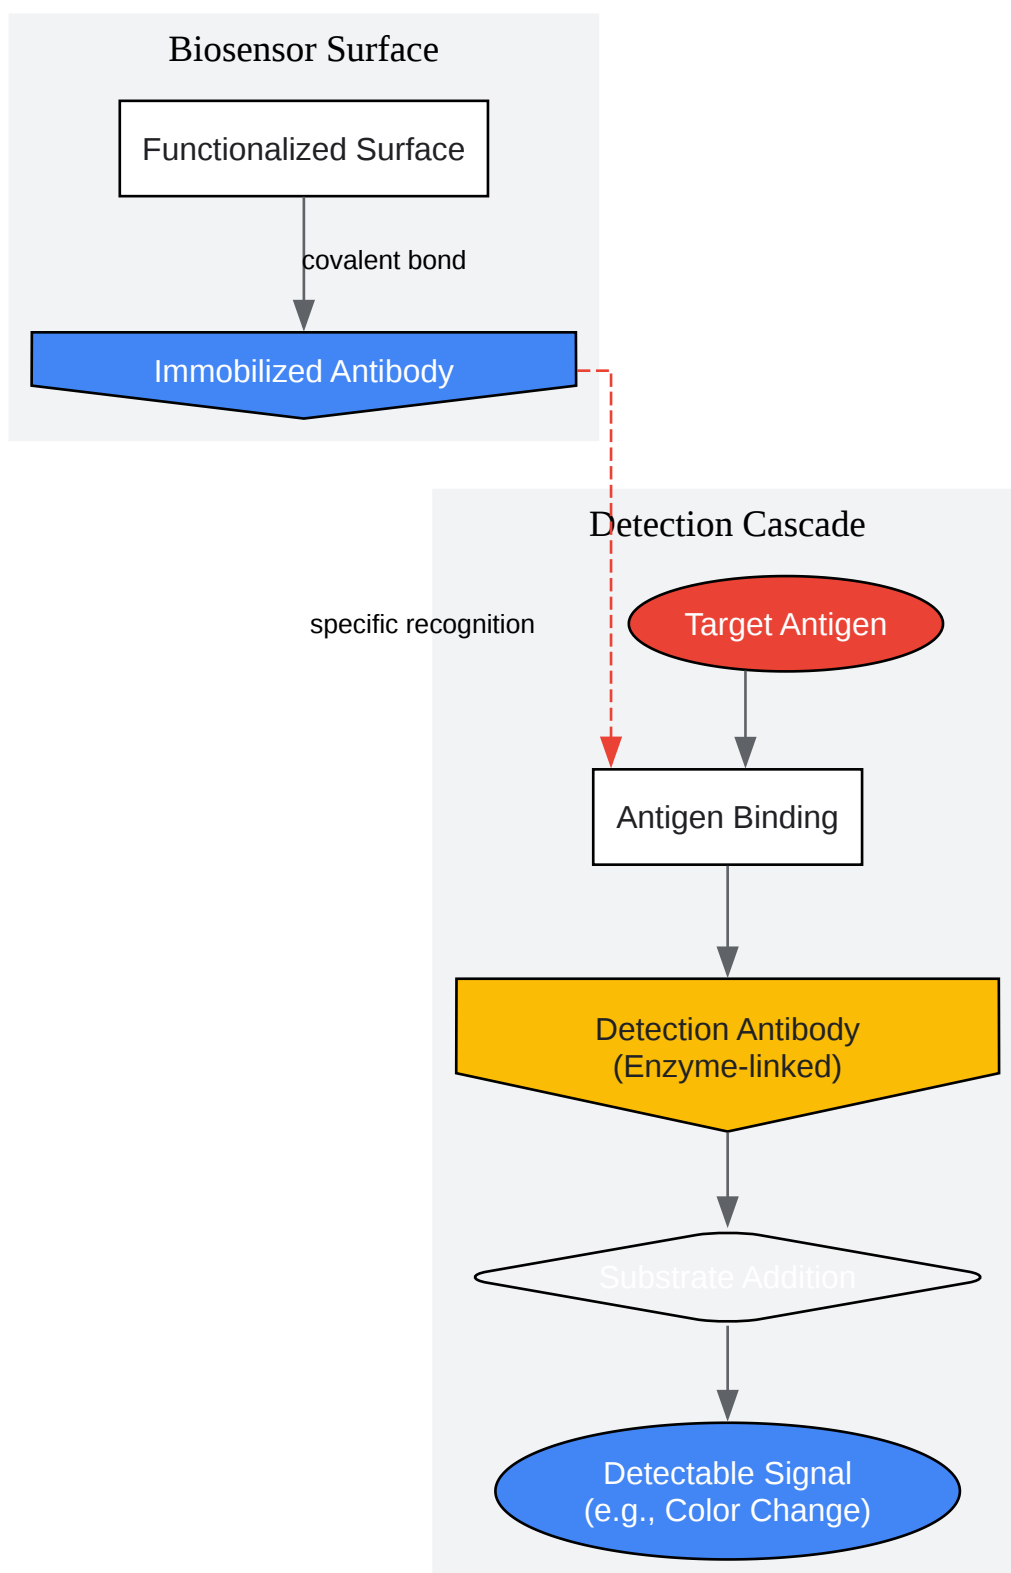 Biosensor Surface
Functionalized Surface
covalent bond
Immobilized Antibody
Detection Cascade
specific recognition
Target Antigen
Antigen Binding
Detection Antibody
(Enzyme-linked)
Substrate Addition
Detectable Signal
(e.g., Color Change)